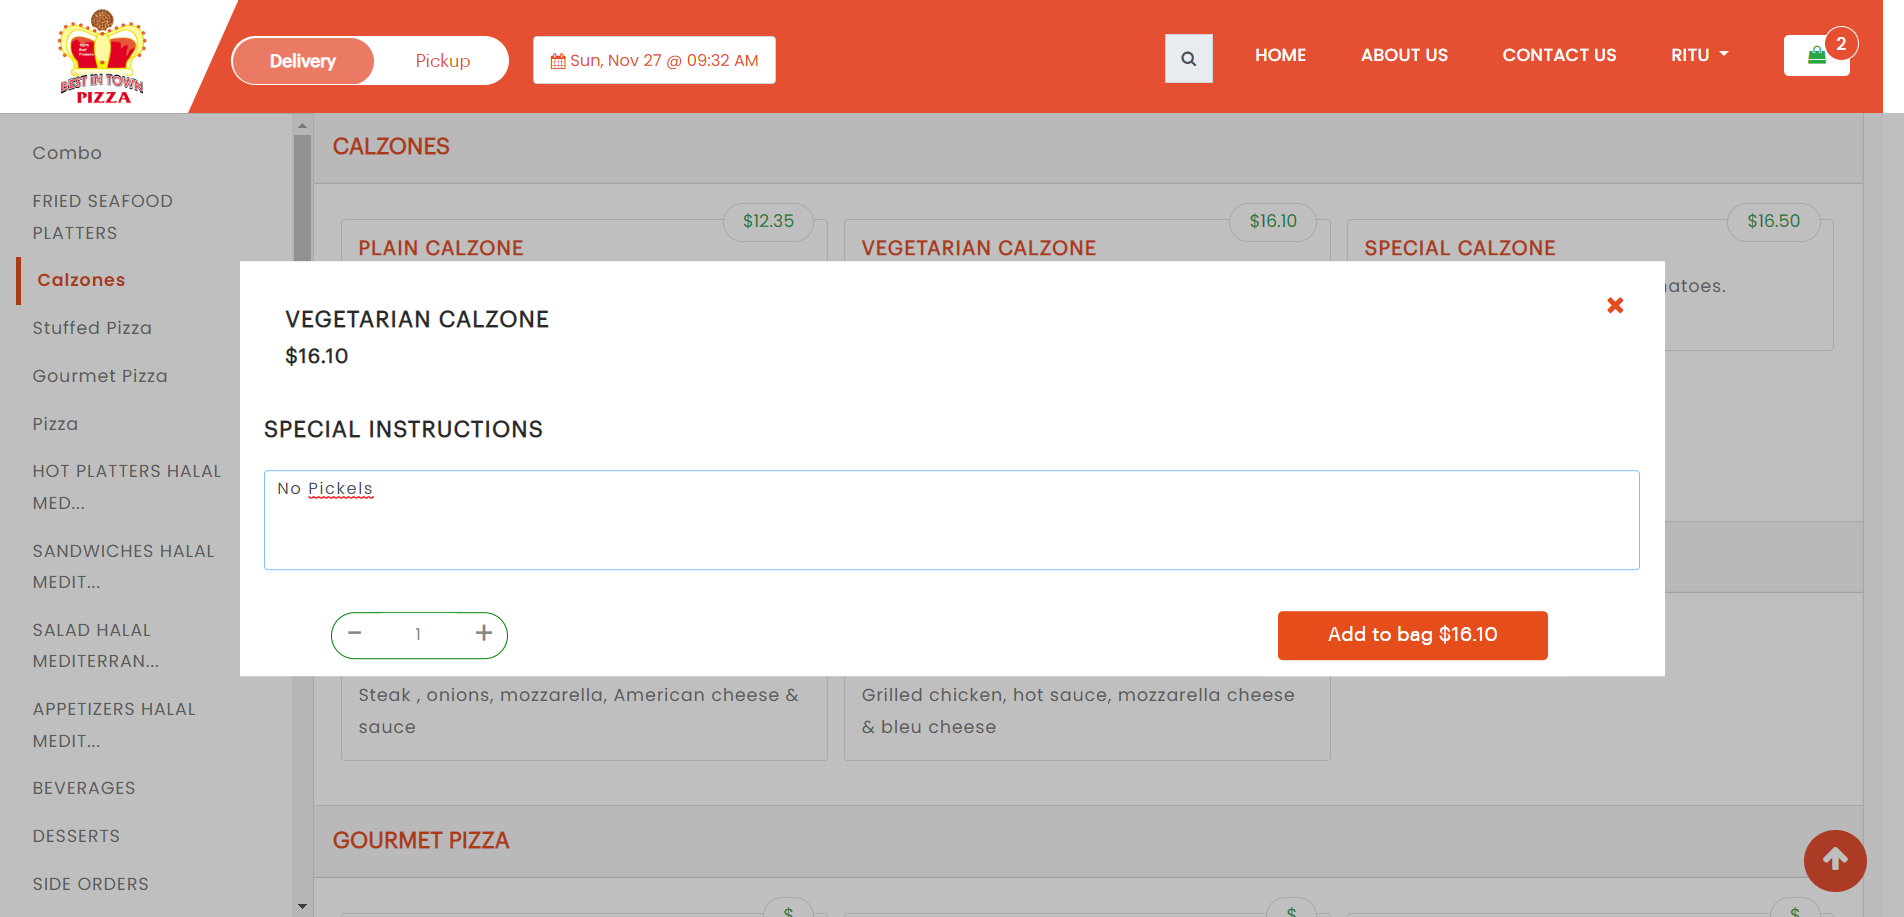 BEST IN TOWN
PIZZA
Delivery
Pickup
Sun, Nov 27 @ 09:32 AM
HOME
ABOUT US
CONTACT US
RITU
2
Combo
FRIED SEAFOOD
PLATTERS
Calzones
Stuffed Pizza
Gourmet Pizza
Pizza
HOT PLATTERS HALAL
MED...
SANDWICHES HALAL
MEDIT...
SALAD HALAL
MEDITERRAN...
APPETIZERS HALAL
MEDIT...
BEVERAGES
DESSERTS
SIDE ORDERS
CALZONES
$12.35
PLAIN CALZONE
$16.10
VEGETARIAN CALZONE
$16.50
SPECIAL CALZONE
VEGETARIAN CALZONE
$16.10
SPECIAL INSTRUCTIONS
No Pickels
1
Add to bag $16.10
Steak , onions, mozzarella, American cheese &
sauce
Grilled chicken, hot sauce, mozzarella cheese
& bleu cheese
GOURMET PIZZA
$
$
$